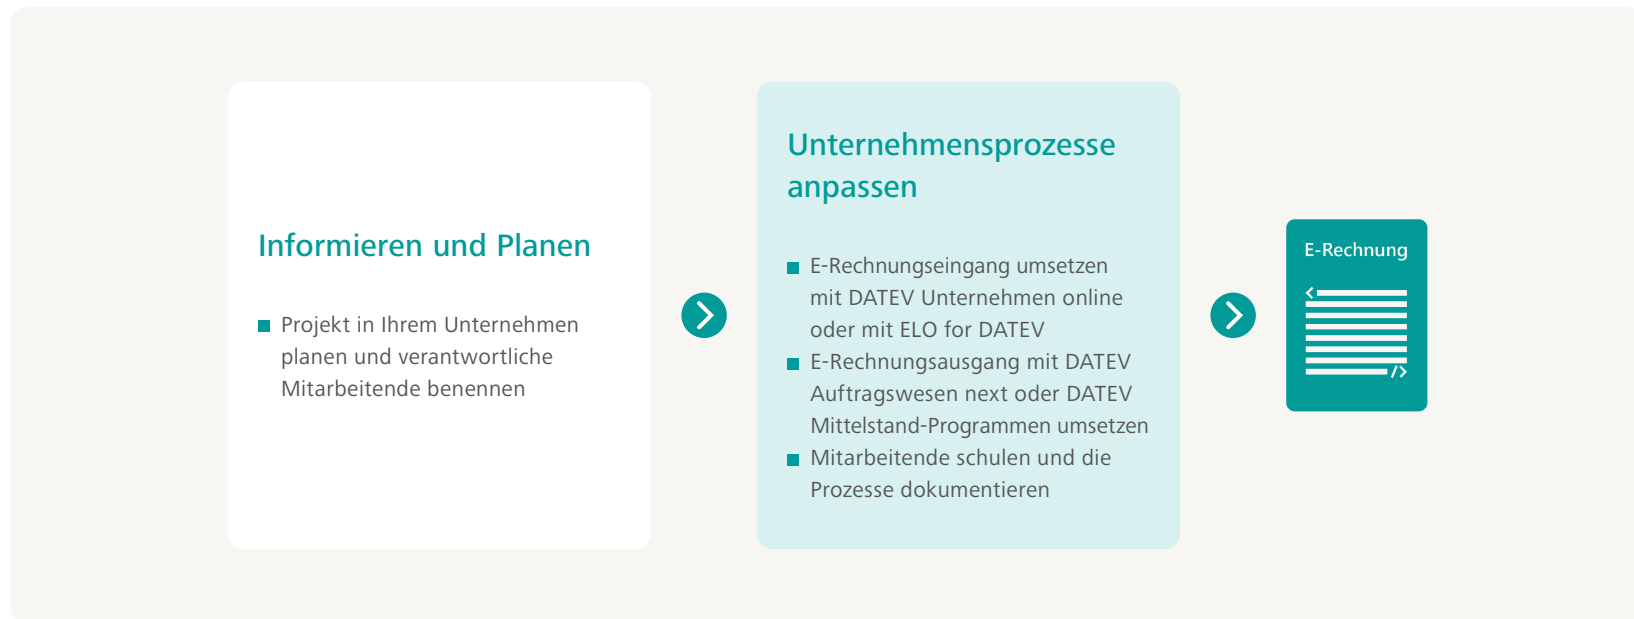 Informieren und Planen
Projekt in Ihrem Unternehmen
planen und verantwortliche
Mitarbeitende benennen
Unternehmensprozesse
anpassen
E-Rechnungseingang umsetzen
mit DATEV Unternehmen online
oder mit ELO for DATEV
E-Rechnungsausgang mit DATEV
Auftragswesen next oder DATEV
Mittelstand-Programmen umsetzen
Mitarbeitende schulen und die
Prozesse dokumentieren
E-Rechnung